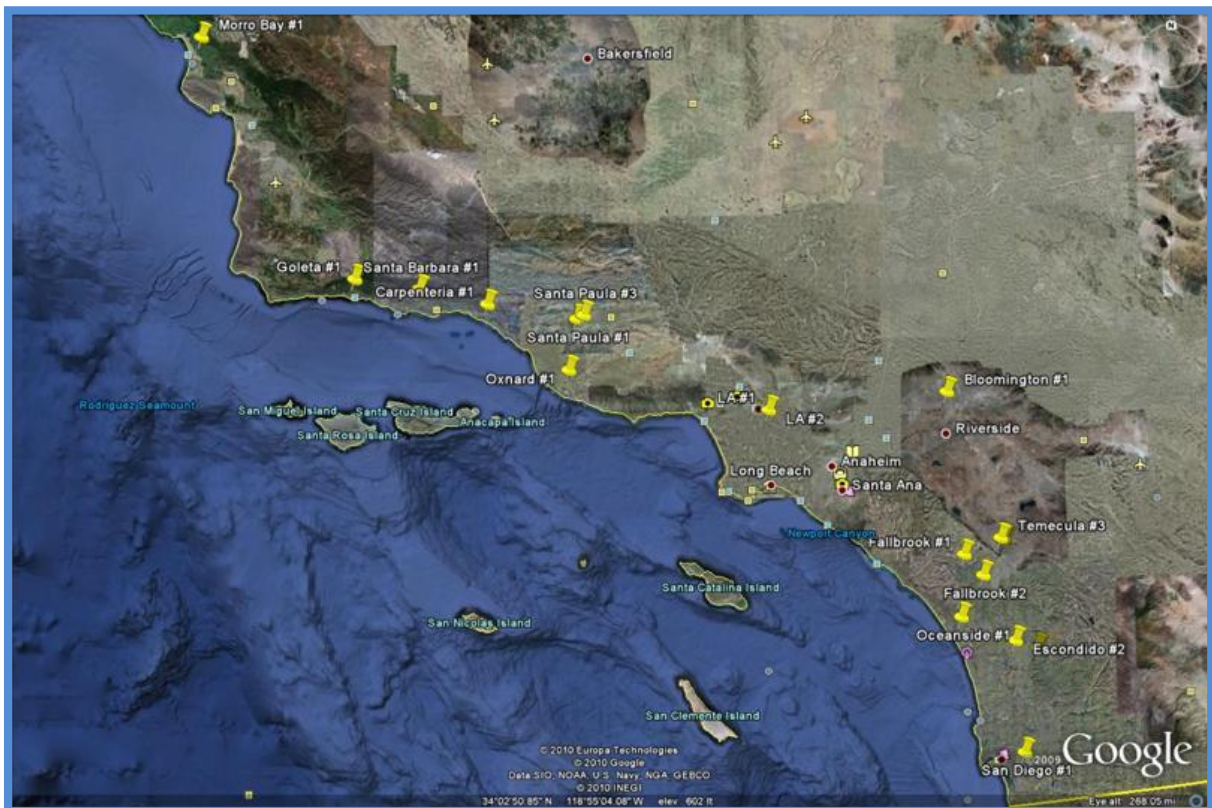 Morro Bay #1
N
Bakersfield
Goleta #1
Santa Barbara #1
Carpenteria #1
Santa Paula #3
Santa Paula #1
Oxnard #1
Bloomington #1
LA #1
LA #2
Rodriguez Seamount
San Miguel Island
Santa Cruz Island
Anacapa Island
Santa Rosa Island
Riverside
Anaheim
Long Beach
Santa Ana
Newport Canyon
Temecula #3
Fallbrook #1
Santa Catalina Island
Fallbrook #2
San Nicolas Island
Oceanside #1
Escondido #2
San Clemente Island
© 2010 Europa Technologies
© 2010 Google
Data SIO, NOAA, U.S. Navy, NGA, GEBCO
© 2010 INEGI
©2009 Google
San Diego #1
34°02'50.85" N 118°55'04.08" W elev 602 ft
Eye alt 268.05 mi